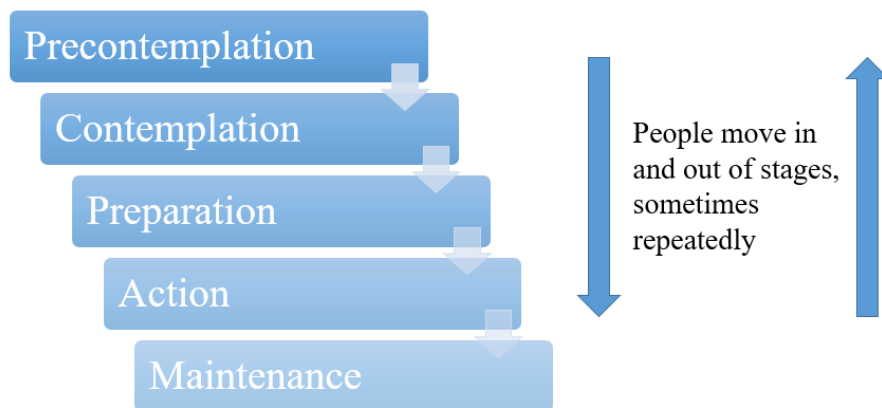 Precontemplation
Contemplation
Preparation
Action
Maintenance
People move in
and out of stages,
sometimes
repeatedly